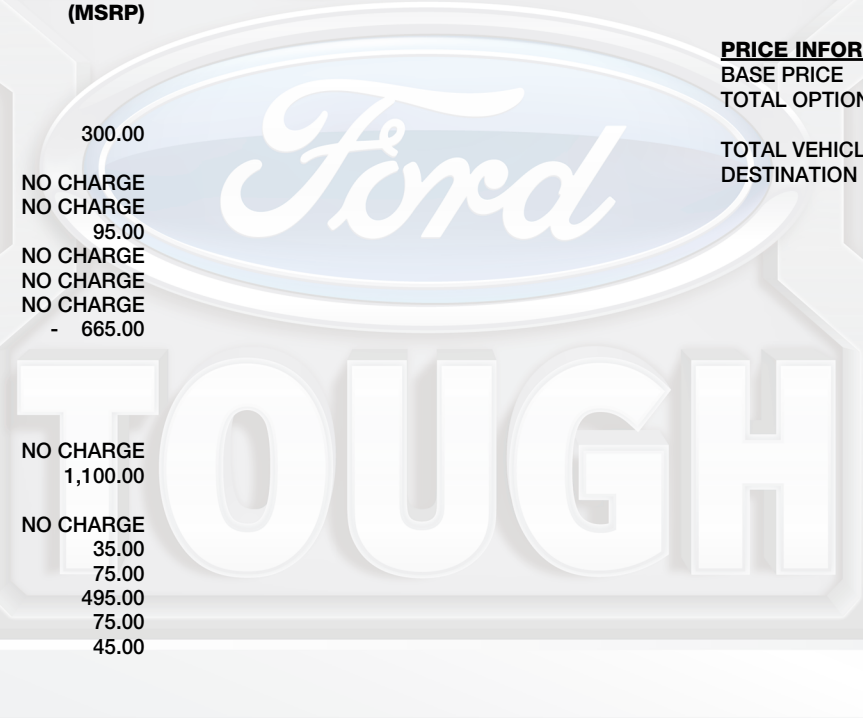 (MSRP)
300.00
NO CHARGE
NO CHARGE
95.00
NO CHARGE
NO CHARGE
NO CHARGE
- 665.00
NO CHARGE
1,100.00
NO CHARGE
35.00
75.00
495.00
75.00
45.00
PRICE INFOR
BASE PRICE
TOTAL OPTION
TOTAL VEHICL
DESTINATION
Ford
TOUGH